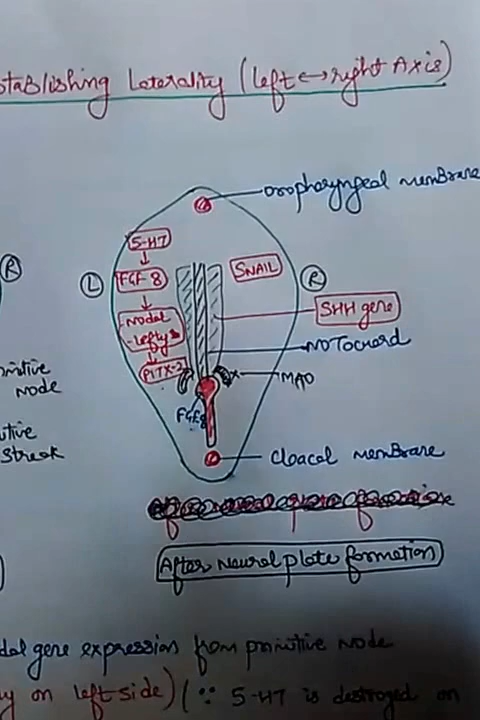 stablishing Laterality (left ↔ right Axis)
oropharyngeal membrane
5-HT
SNAIL
R
L
FGF-8
R
Nodal
-Lefty
SHH gene
NOTochord
PITX-2
MAO
mitive
NODE
FGF8
itive
streak
Cloacal membrane
After Neural plate formation
dal gene expression from primitive node
y on left side) (∵ 5-HT is destroyed on